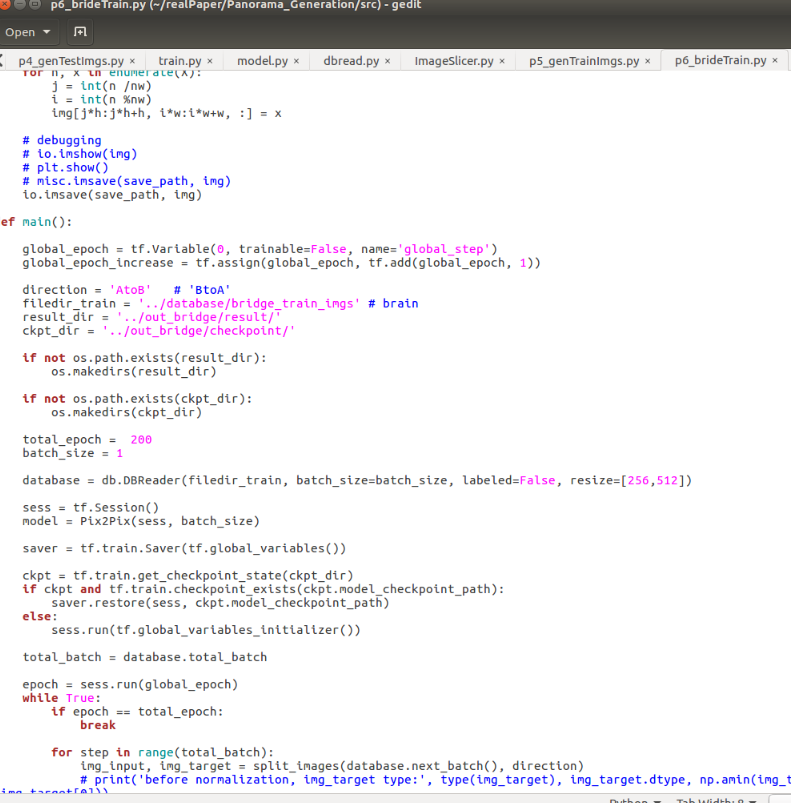 p6_brideTrain.py (~/realPaper/Panorama_Generation/src) - gedit
Open
p4_genTestImgs.py × train.py × model.py × dbread.py × ImageSlicer.py × p5_genTrainImgs.py × p6_brideTrain.py ×
for n, x in enumerate(x):
j = int(n /nw)
i = int(n %nw)
img[j*h:j*h+h, i*w:i*w+w, :] = x
# debugging
# io.imshow(img)
# plt.show()
# misc.imsave(save_path, img)
io.imsave(save_path, img)
ef main():
global_epoch = tf.Variable(0, trainable=False, name='global_step')
global_epoch_increase = tf.assign(global_epoch, tf.add(global_epoch, 1))
direction = 'AtoB'   # 'BtoA'
filedir_train = '../database/bridge_train_imgs' # brain
result_dir = '../out_bridge/result/'
ckpt_dir = '../out_bridge/checkpoint/'
if not os.path.exists(result_dir):
os.makedirs(result_dir)
if not os.path.exists(ckpt_dir):
os.makedirs(ckpt_dir)
total_epoch =  200
batch_size = 1
database = db.DBReader(filedir_train, batch_size=batch_size, labeled=False, resize=[256,512])
sess = tf.Session()
model = Pix2Pix(sess, batch_size)
saver = tf.train.Saver(tf.global_variables())
ckpt = tf.train.get_checkpoint_state(ckpt_dir)
if ckpt and tf.train.checkpoint_exists(ckpt.model_checkpoint_path):
saver.restore(sess, ckpt.model_checkpoint_path)
else:
sess.run(tf.global_variables_initializer())
total_batch = database.total_batch
epoch = sess.run(global_epoch)
while True:
if epoch == total_epoch:
break
for step in range(total_batch):
img_input, img_target = split_images(database.next_batch(), direction)
# print('before normalization, img_target type:', type(img_target), img_target.dtype, np.amin(img_t
img_target[0]))
Python Tab Width: 8